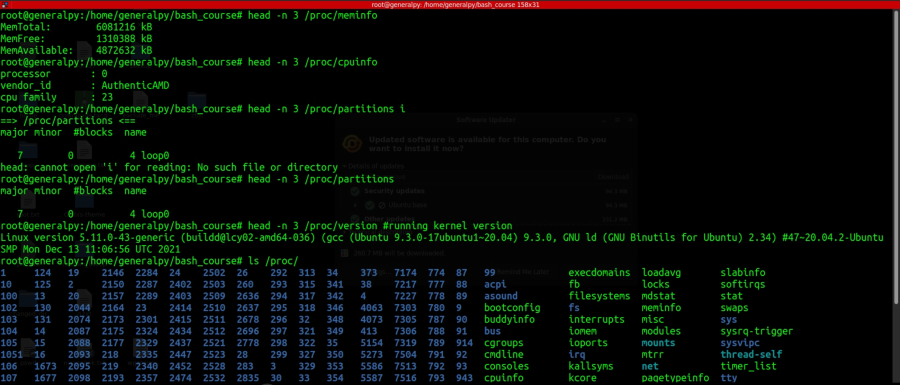 root@generalpy: /home/generalpy/bash_course 158x31
root@generalpy:/home/generalpy/bash_course# head -n 3 /proc/meminfo
MemTotal:        6081216 kB
MemFree:         1310388 kB
MemAvailable:    4872632 kB
root@generalpy:/home/generalpy/bash_course# head -n 3 /proc/cpuinfo
processor       : 0
vendor_id       : AuthenticAMD
cpu family      : 23
root@generalpy:/home/generalpy/bash_course# head -n 3 /proc/partitions i
==> /proc/partitions <==
major minor  #blocks  name
   7        0          4 loop0
head: cannot open 'i' for reading: No such file or directory
root@generalpy:/home/generalpy/bash_course# head -n 3 /proc/partitions
major minor  #blocks  name
   7        0          4 loop0
root@generalpy:/home/generalpy/bash_course# head -n 3 /proc/version #running kernel version
Linux version 5.11.0-43-generic (buildd@lcy02-amd64-036) (gcc (Ubuntu 9.3.0-17ubuntu1~20.04) 9.3.0, GNU ld (GNU Binutils for Ubuntu) 2.34) #47~20.04.2-Ubuntu
SMP Mon Dec 13 11:06:56 UTC 2021
root@generalpy:/home/generalpy/bash_course# ls /proc/
1     124  19    2146  2284  24    2502  26    292  313  34   373   7174  774  87   99           execdomains  loadavg       slabinfo
10    125  2     2150  2287  2402  2503  260   293  315  341  38    7217  777  88   acpi         fb           locks         softirqs
100   13   20    2157  2289  2403  2509  2636  294  317  342  4     7227  778  89   asound       filesystems  mdstat        stat
102   130  2044  2164  23    2414  2510  2637  295  318  346  4063  7303  780  9    bootconfig   fs           meminfo       swaps
103   131  2074  2173  2301  2415  2511  2678  296  32   348  4073  7305  787  90   buddyinfo    interrupts   misc          sys
104   14   2087  2175  2324  2434  2512  2696  297  321  349  413   7306  788  91   bus          iomem        modules       sysrq-trigger
105   15   2088  2177  2329  2437  2521  2778  298  322  35   5154  7319  789  914  cgroups      ioports      mounts        sysvipc
1051  16   2093  218   2335  2447  2523  28    299  327  350  5273  7504  791  92   cmdline      irq          mtrr          thread-self
106   1673 2095  219   2340  2452  2528  283   3    329  353  5586  7513  792  93   consoles     kallsyms     net           timer_list
107   1677 2098  2193  2357  2474  2532  2835  30   33   354  5587  7516  793  943  cpuinfo      kcore        pagetypeinfo  tty